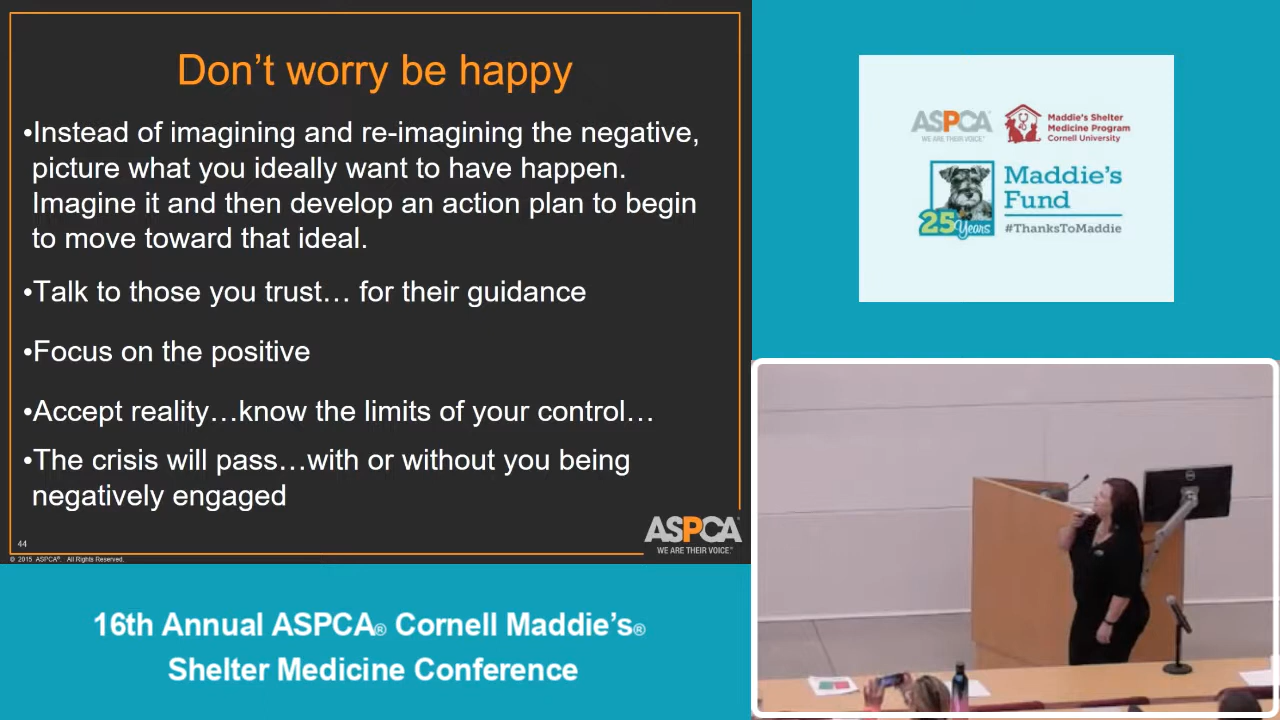 Don't worry be happy
•Instead of imagining and re-imagining the negative,
picture what you ideally want to have happen.
Imagine it and then develop an action plan to begin
to move toward that ideal.
•Talk to those you trust… for their guidance
•Focus on the positive
•Accept reality…know the limits of your control…
•The crisis will pass…with or without you being
negatively engaged
44
ASPCA
WE ARE THEIR VOICE.®
© 2015 ASPCA®. All Rights Reserved.
16th Annual ASPCA® Cornell Maddie's®
Shelter Medicine Conference
ASPCA®
WE ARE THEIR VOICE.®
Maddie's Shelter
Medicine Program
Cornell University
25 Years
Maddie's
Fund
#ThanksToMaddie